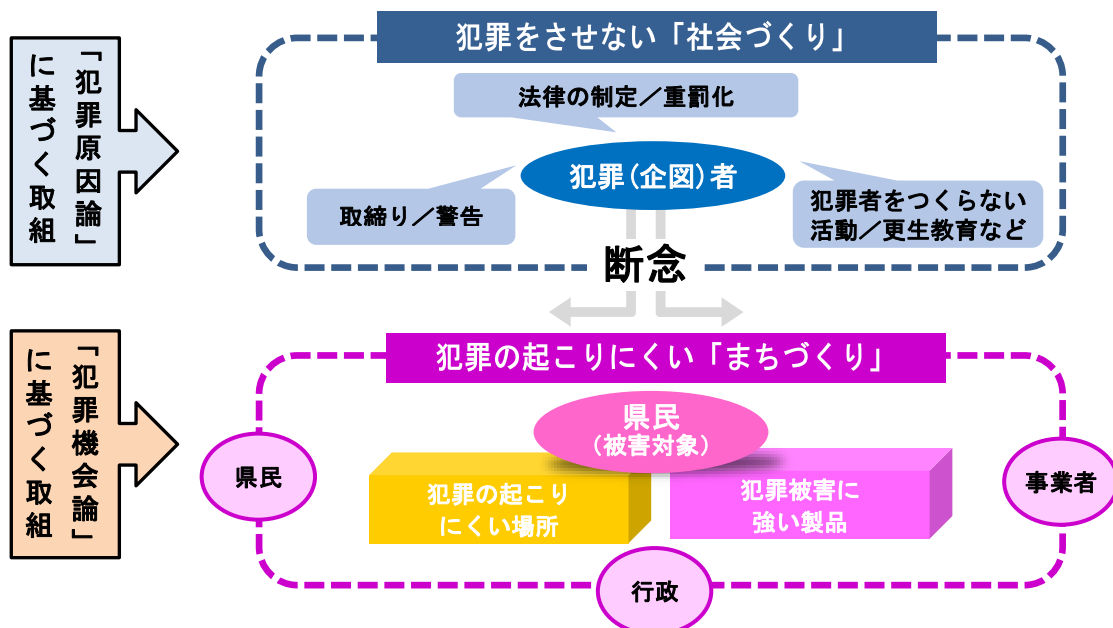 「犯罪原因論」
に基づく取組
犯罪をさせない「社会づくり」
法律の制定／重罰化
犯罪（企図）者
取締り／警告
犯罪者をつくらない
活動／更生教育など
断念
「犯罪機会論」
に基づく取組
犯罪の起こりにくい「まちづくり」
県民
（被害対象）
県民
犯罪の起こり
にくい場所
犯罪被害に
強い製品
事業者
行政